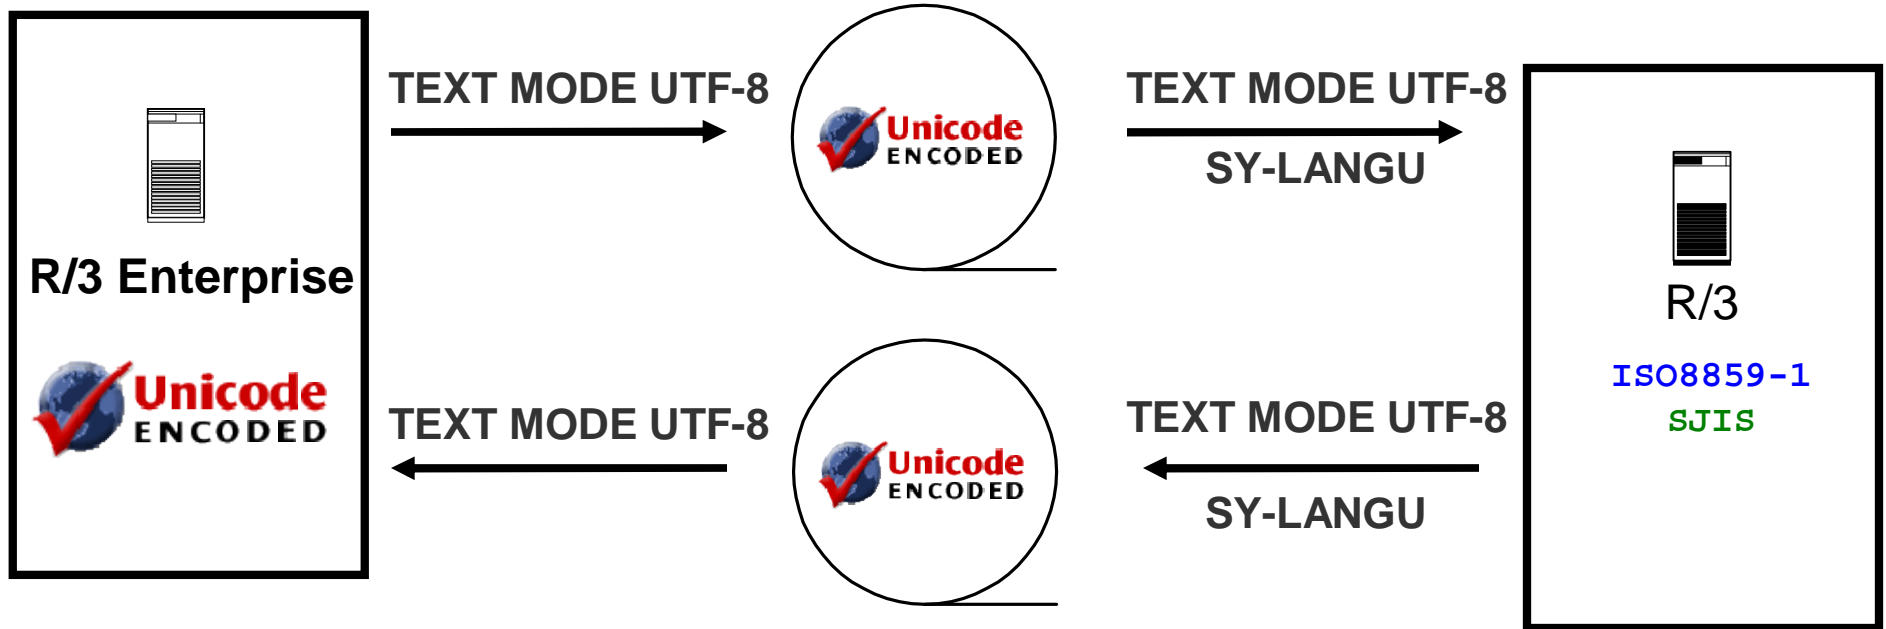 R/3 Enterprise
Unicode
ENCODED
TEXT MODE UTF-8
Unicode
ENCODED
TEXT MODE UTF-8
SY-LANGU
TEXT MODE UTF-8
Unicode
ENCODED
TEXT MODE UTF-8
SY-LANGU
R/3
ISO8859-1
SJIS